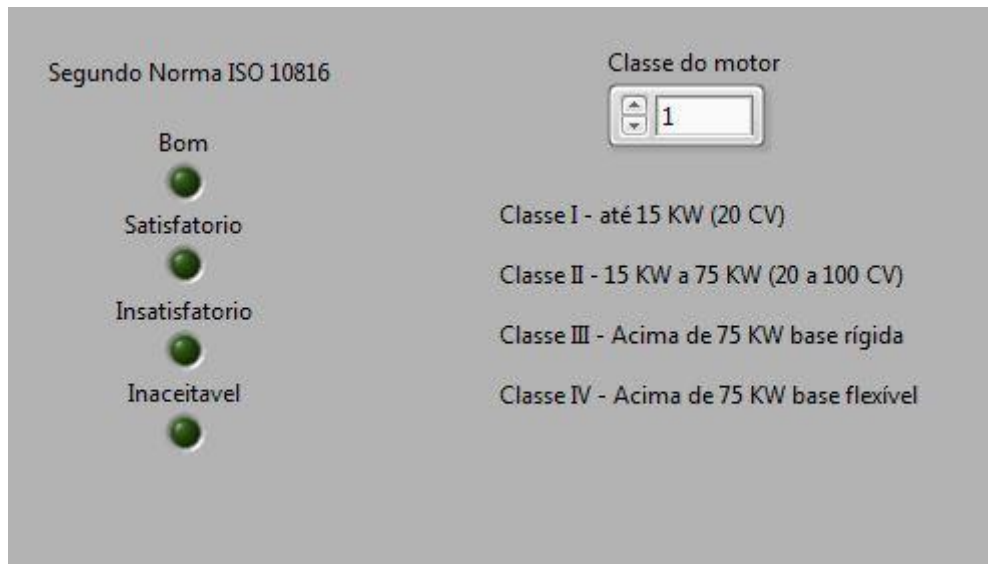 Segundo Norma ISO 10816
Bom
Satisfatorio
Insatisfatorio
Inaceitavel
Classe do motor
1
Classe I - até 15 KW (20 CV)
Classe II - 15 KW a 75 KW (20 a 100 CV)
Classe III - Acima de 75 KW base rígida
Classe IV - Acima de 75 KW base flexível